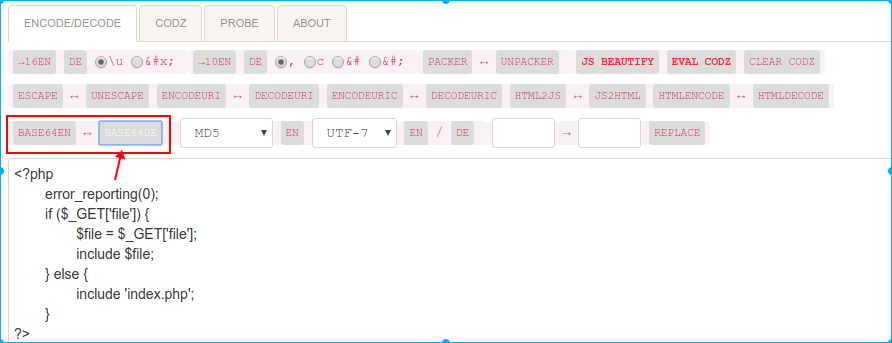 ENCODE/DECODE CODZ PROBE ABOUT
→16EN DE \u &#x; →10EN DE , c &# &#; PACKER ↔ UNPACKER JS BEAUTIFY EVAL CODZ CLEAR CODZ
ESCAPE ↔ UNESCAPE ENCODEURI ↔ DECODEURI ENCODEURIC ↔ DECODEURIC HTML2JS ↔ JS2HTML HTMLENCODE ↔ HTMLDECODE
BASE64EN ↔ BASE64DE MD5 EN UTF-7 EN / DE → REPLACE
<?php
error_reporting(0);
if ($_GET['file']) {
$file = $_GET['file'];
include $file;
} else {
include 'index.php';
}
?>